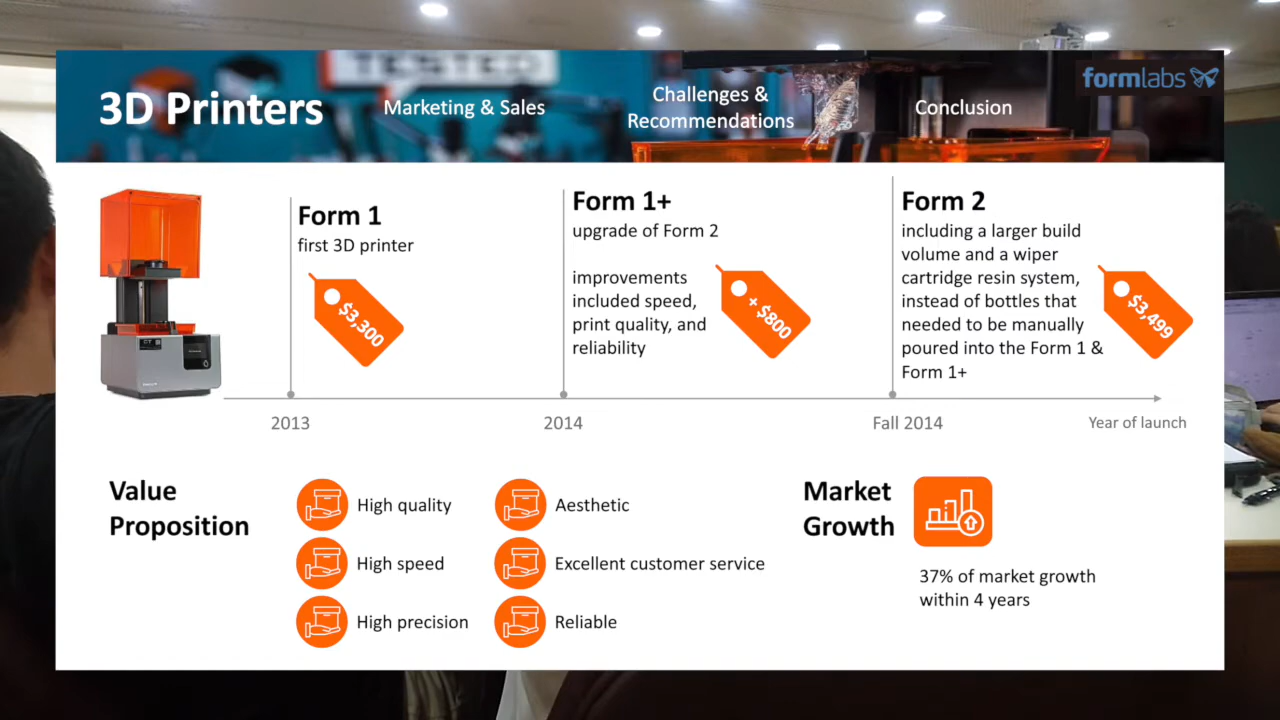 TESTED
formlabs
3D Printers
Marketing & Sales
Challenges &
Recommendations
Conclusion
Form 1
first 3D printer
$3,300
Form 1+
upgrade of Form 2
improvements
included speed,
print quality, and
reliability
+ $800
Form 2
including a larger build
volume and a wiper
cartridge resin system,
instead of bottles that
needed to be manually
poured into the Form 1 &
Form 1+
$3,499
2013
2014
Fall 2014
Year of launch
Value
Proposition
High quality
High speed
High precision
Aesthetic
Excellent customer service
Reliable
Market
Growth
37% of market growth
within 4 years